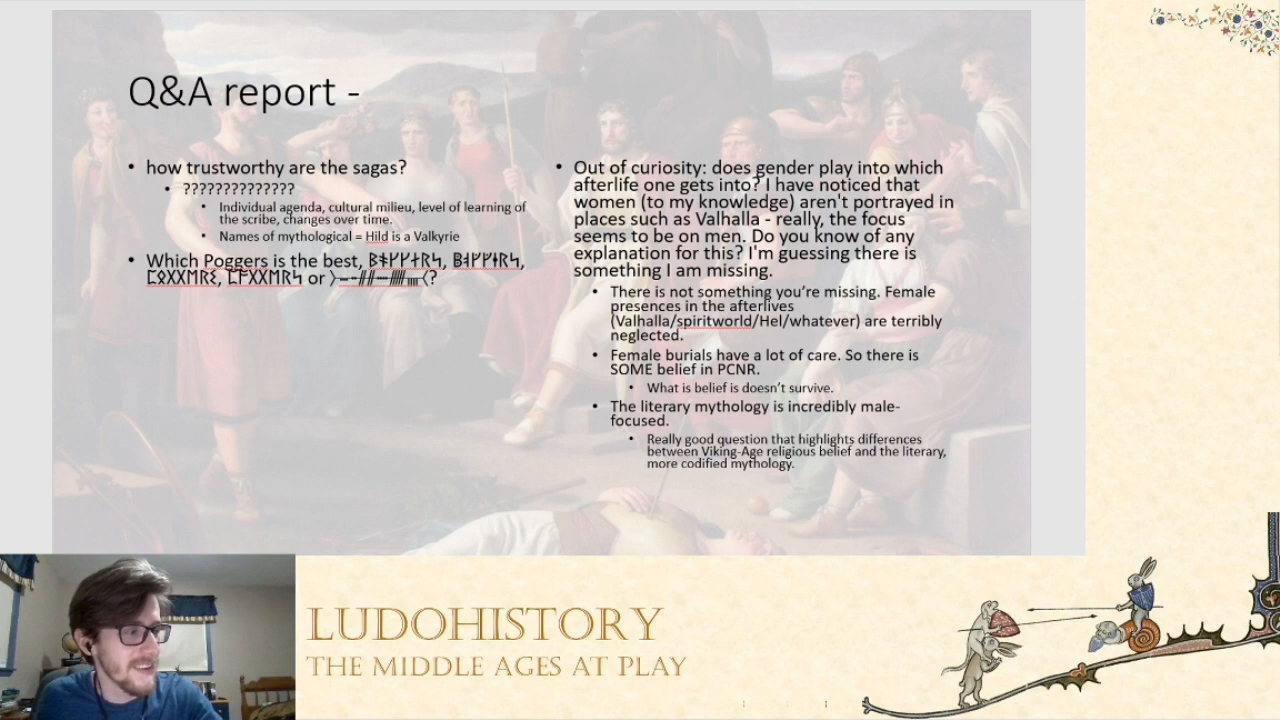 Q&A report -
how trustworthy are the sagas?
??????????????
Individual agenda, cultural milieu, level of learning of
the scribe, changes over time.
Names of mythological = Hild is a Valkyrie
Which Poggers is the best,
or
Out of curiosity: does gender play into which
afterlife one gets into? I have noticed that
women (to my knowledge) aren't portrayed in
places such as Valhalla - really, the focus
seems to be on men. Do you know of any
explanation for this? I'm guessing there is
something I am missing.
There is not something you're missing. Female
presences in the afterlives
(Valhalla/spiritworld/Hel/whatever) are terribly
neglected.
Female burials have a lot of care. So there is
SOME belief in PCNR.
What is belief is doesn't survive.
The literary mythology is incredibly male-
focused.
Really good question that highlights differences
between Viking-Age religious belief and the literary,
more codified mythology.
LUDOHISTORY
THE MIDDLE AGES AT PLAY